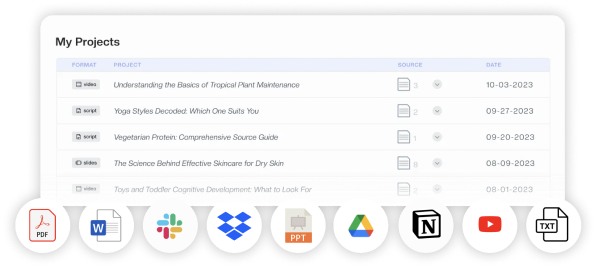 My Projects
FORMAT PROJECT SOURCE DATE
video Understanding the Basics of Tropical Plant Maintenance 3 10-03-2023
script Yoga Styles Decoded: Which One Suits You 2 09-27-2023
script Vegetarian Protein: Comprehensive Source Guide 1 09-20-2023
slides The Science Behind Effective Skincare for Dry Skin 8 08-09-2023
video Toys and Toddler Cognitive Development: What to Look For 2 08-01-2023
PDF W PPT N TXT